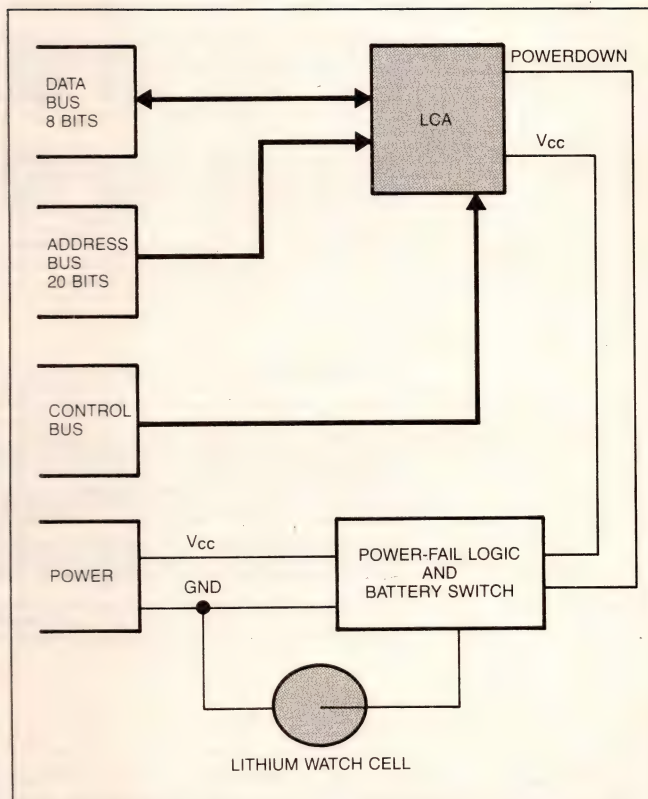 DATA
BUS
8 BITS
LCA
POWERDOWN
Vcc
ADDRESS
BUS
20 BITS
CONTROL
BUS
POWER
Vcc
GND
POWER-FAIL LOGIC
AND
BATTERY SWITCH
LITHIUM WATCH CELL